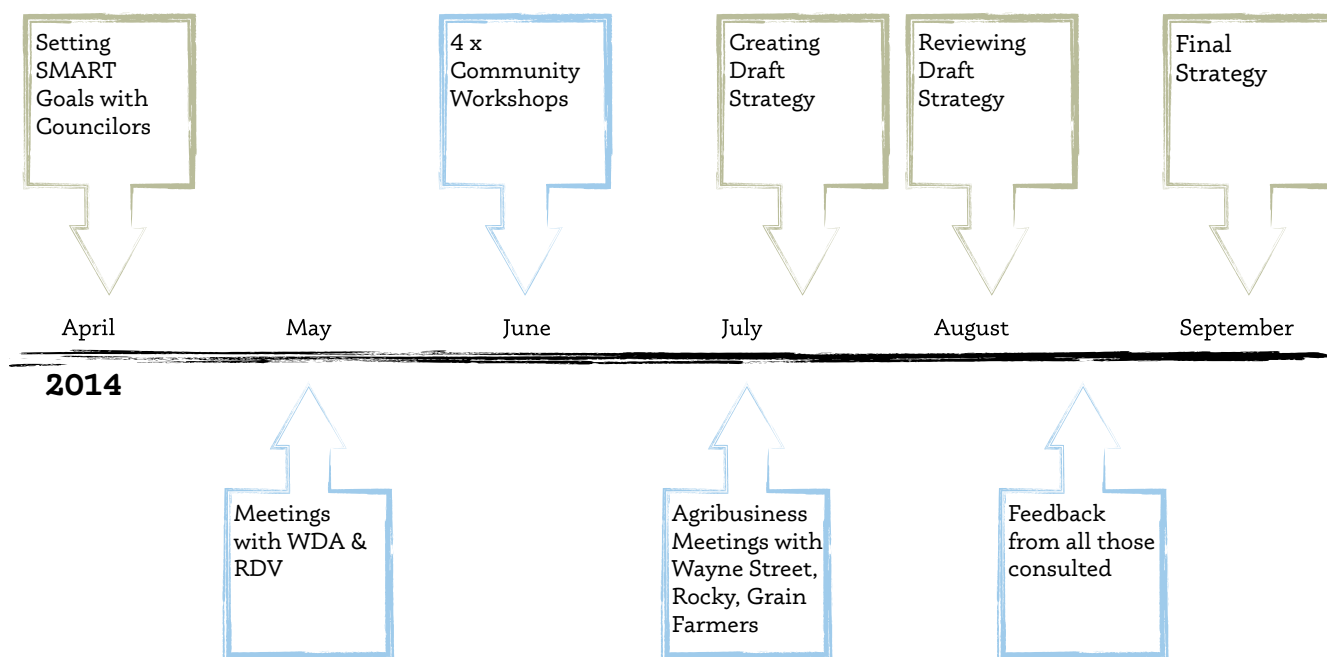 Setting
SMART
Goals with
Councilors
4 x
Community
Workshops
Creating
Draft
Strategy
Reviewing
Draft
Strategy
Final
Strategy
April
May
June
July
August
September
2014
Meetings
with WDA &
RDV
Agribusiness
Meetings with
Wayne Street,
Rocky, Grain
Farmers
Feedback
from all those
consulted